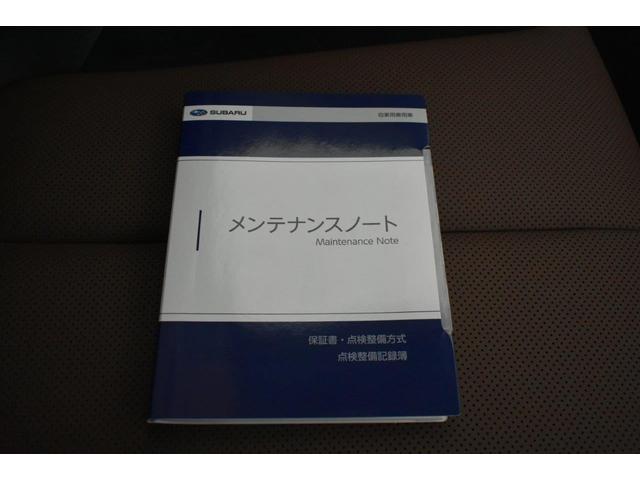 SUBARU
自家用乗用車
メンテナンスノート
Maintenance Note
保証書・点検整備方式
点検整備記録簿